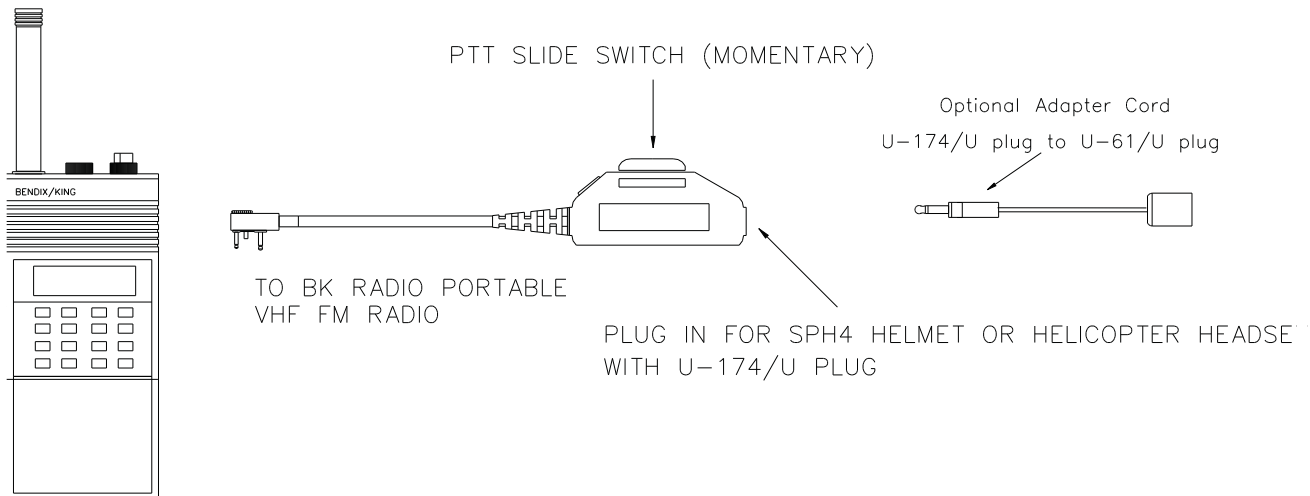 PTT SLIDE SWITCH (MOMENTARY)
Optional Adapter Cord
U-174/U plug to U-61/U plug
BENDIX/KING
TO BK RADIO PORTABLE
VHF FM RADIO
PLUG IN FOR SPH4 HELMET OR HELICOPTER HEADSE
WITH U-174/U PLUG